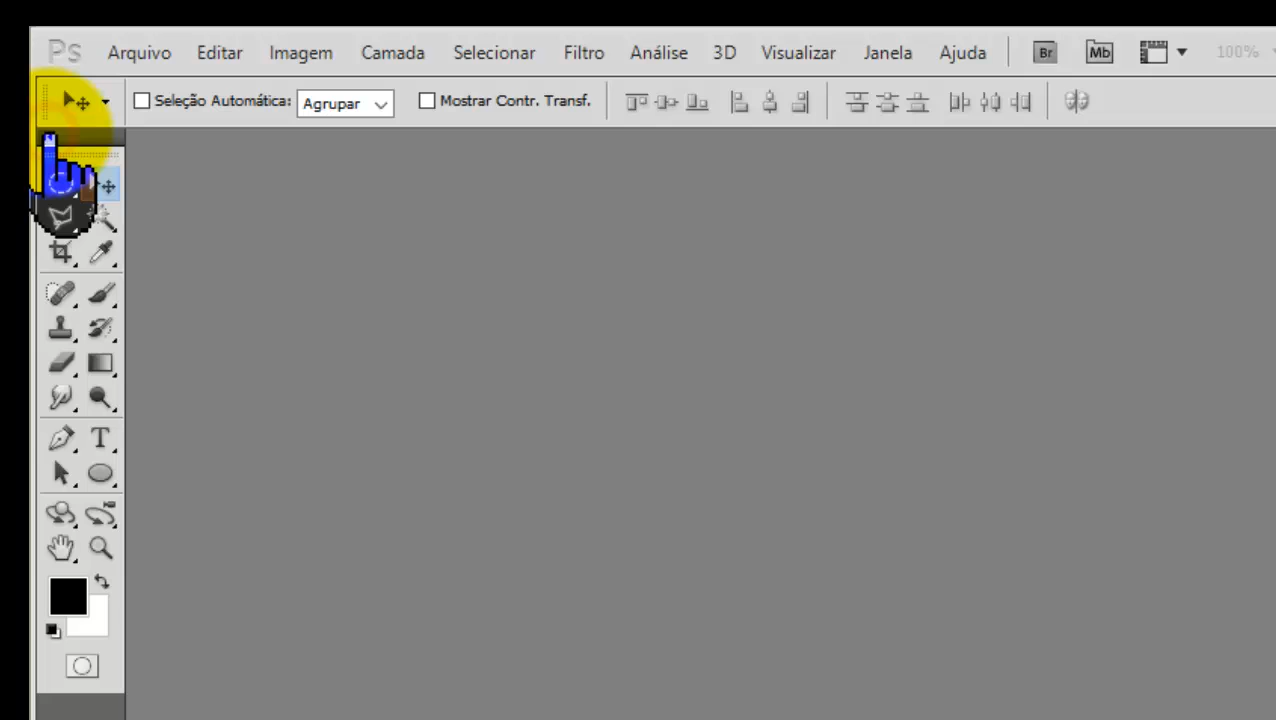 Ps Arquivo Editar Imagem Camada Selecionar Filtro Análise 3D Visualizar Janela Ajuda Br Mb 100%
Seleção Automática: Agrupar Mostrar Contr. Transf.
T